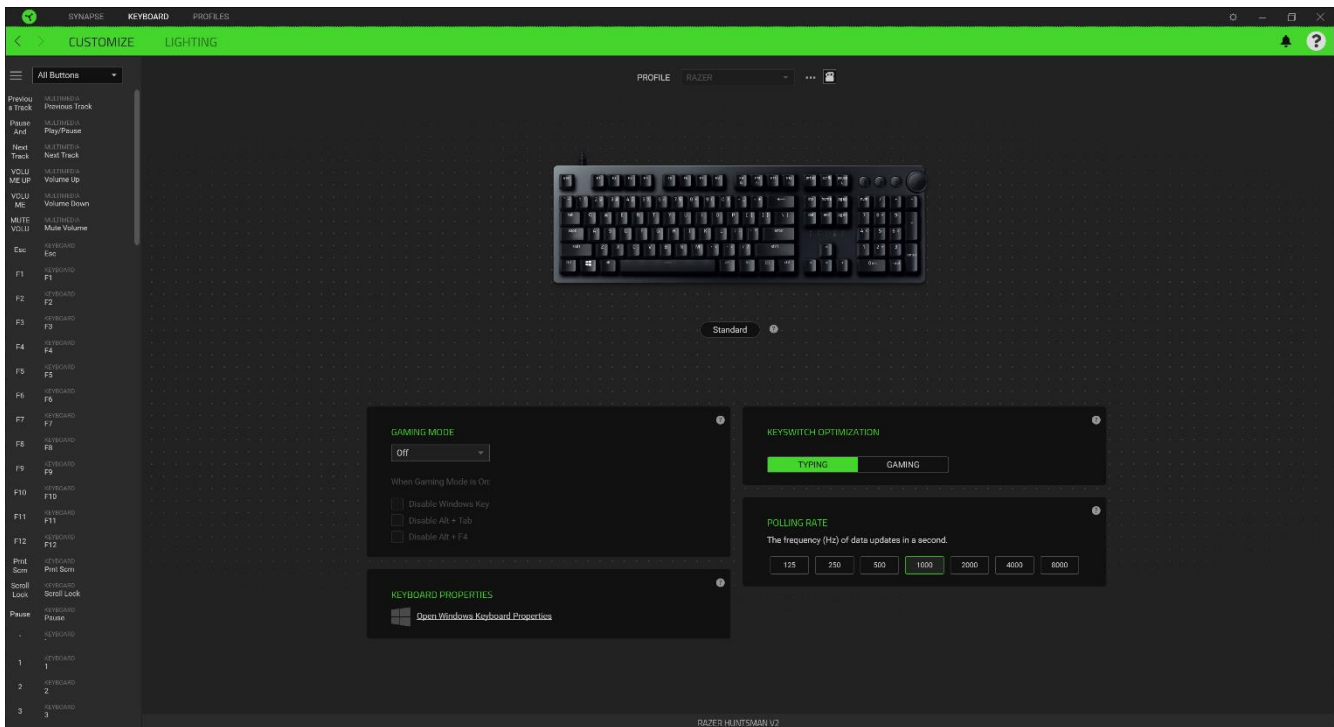 SYNAPSE KEYBOARD PROFILES
CUSTOMIZE LIGHTING
All Buttons
PROFILE RAZER
Previou
s Track
MULTIMEDIA
Previous Track
Pause
And
MULTIMEDIA
Play/Pause
Next
Track
MULTIMEDIA
Next Track
VOLU
ME UP
MULTIMEDIA
Volume Up
VOLU
ME
MULTIMEDIA
Volume Down
MUTE
VOLU
MULTIMEDIA
Mute Volume
Esc
KEYBOARD
Esc
F1
KEYBOARD
F1
F2
KEYBOARD
F2
F3
KEYBOARD
F3
F4
KEYBOARD
F4
F5
KEYBOARD
F5
F6
KEYBOARD
F6
F7
KEYBOARD
F7
F8
KEYBOARD
F8
F9
KEYBOARD
F9
F10
KEYBOARD
F10
F11
KEYBOARD
F11
F12
KEYBOARD
F12
Prnt
Scrn
KEYBOARD
Prnt Scrn
Scroll
Lock
KEYBOARD
Scroll Lock
Pause
KEYBOARD
Pause
`
KEYBOARD
`
1
KEYBOARD
1
2
KEYBOARD
2
3
KEYBOARD
3
Standard
GAMING MODE
Off
When Gaming Mode is On:
Disable Windows Key
Disable Alt + Tab
Disable Alt + F4
KEYBOARD PROPERTIES
Open Windows Keyboard Properties
KEYSWITCH OPTIMIZATION
TYPING GAMING
POLLING RATE
The frequency (Hz) of data updates in a second.
125 250 500 1000 2000 4000 8000
RAZER HUNTSMAN V2